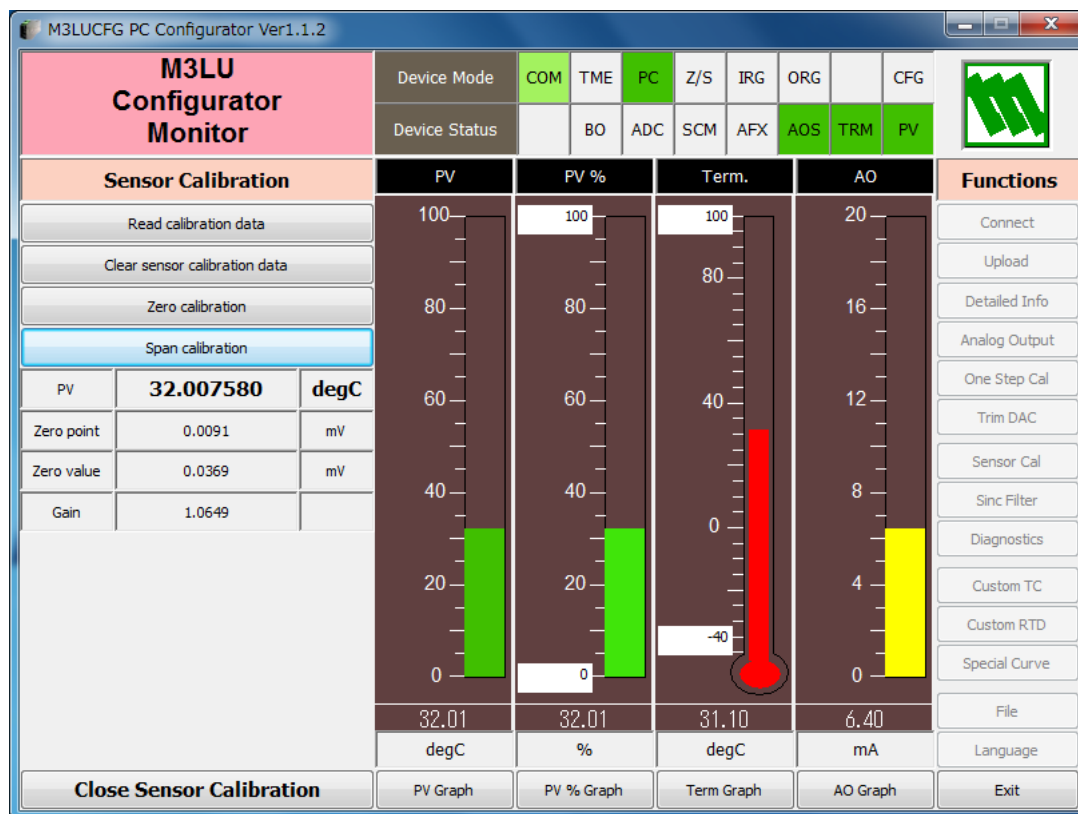 M3LUCFG PC Configurator Ver1.1.2
M3LU
Configurator
Monitor
Device Mode COM TME PC Z/S IRG ORG CFG
Device Status BO ADC SCM AFX AOS TRM PV
Sensor Calibration
Read calibration data
Clear sensor calibration data
Zero calibration
Span calibration
PV 32.007580 degC
Zero point 0.0091 mV
Zero value 0.0369 mV
Gain 1.0649
Close Sensor Calibration
PV
100
80
60
40
20
0
32.01
degC
PV Graph
PV %
100
80
60
40
20
0
32.01
%
PV % Graph
Term.
100
80
40
0
-40
31.10
degC
Term Graph
AO
20
16
12
8
4
0
6.40
mA
AO Graph
Functions
Connect
Upload
Detailed Info
Analog Output
One Step Cal
Trim DAC
Sensor Cal
Sinc Filter
Diagnostics
Custom TC
Custom RTD
Special Curve
File
Language
Exit